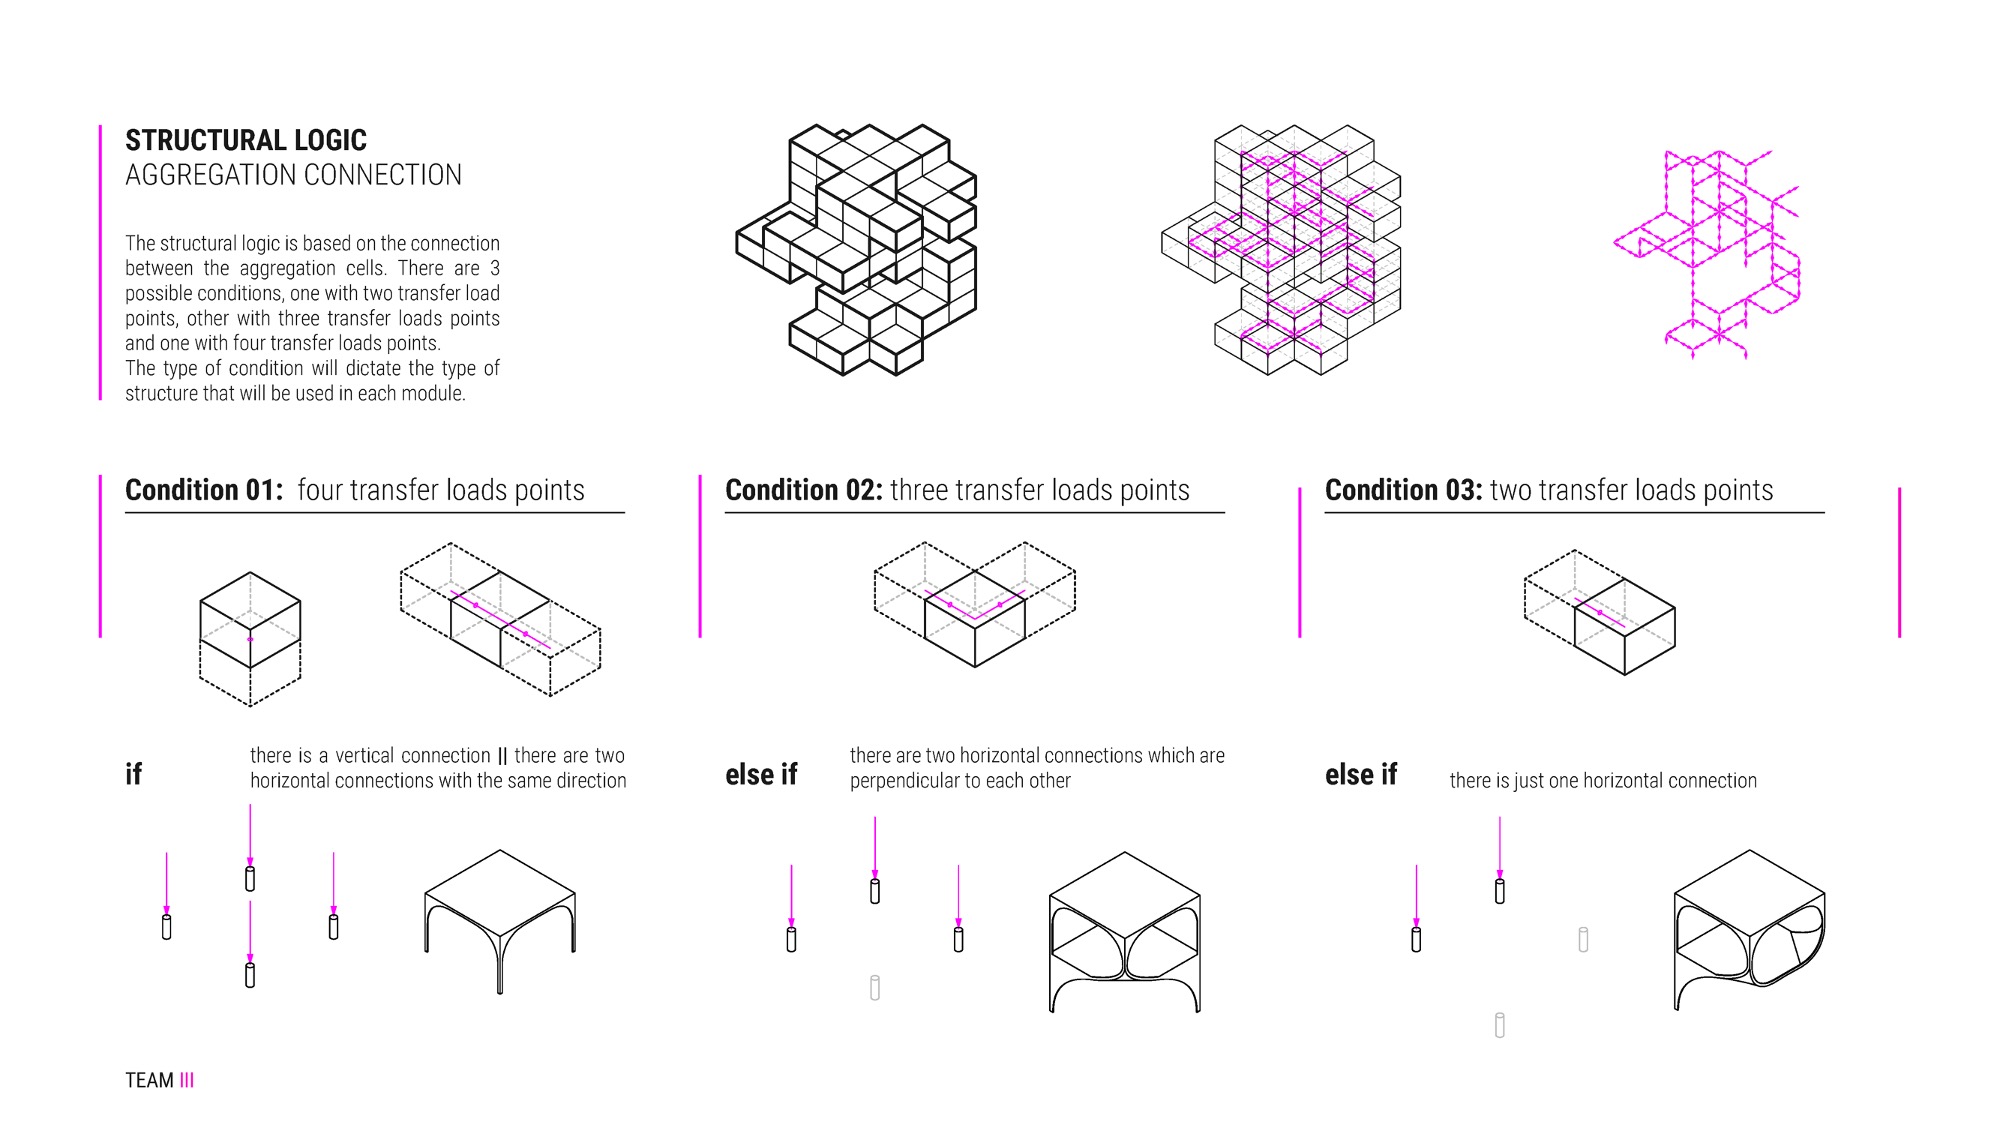 STRUCTURAL LOGIC
AGGREGATION CONNECTION
The structural logic is based on the connection
between the aggregation cells. There are 3
possible conditions, one with two transfer load
points, other with three transfer loads points
and one with four transfer loads points.
The type of condition will dictate the type of
structure that will be used in each module.
Condition 01: four transfer loads points
if
there is a vertical connection || there are two
horizontal connections with the same direction
Condition 02: three transfer loads points
else if
there are two horizontal connections which are
perpendicular to each other
Condition 03: two transfer loads points
else if
there is just one horizontal connection
TEAM III